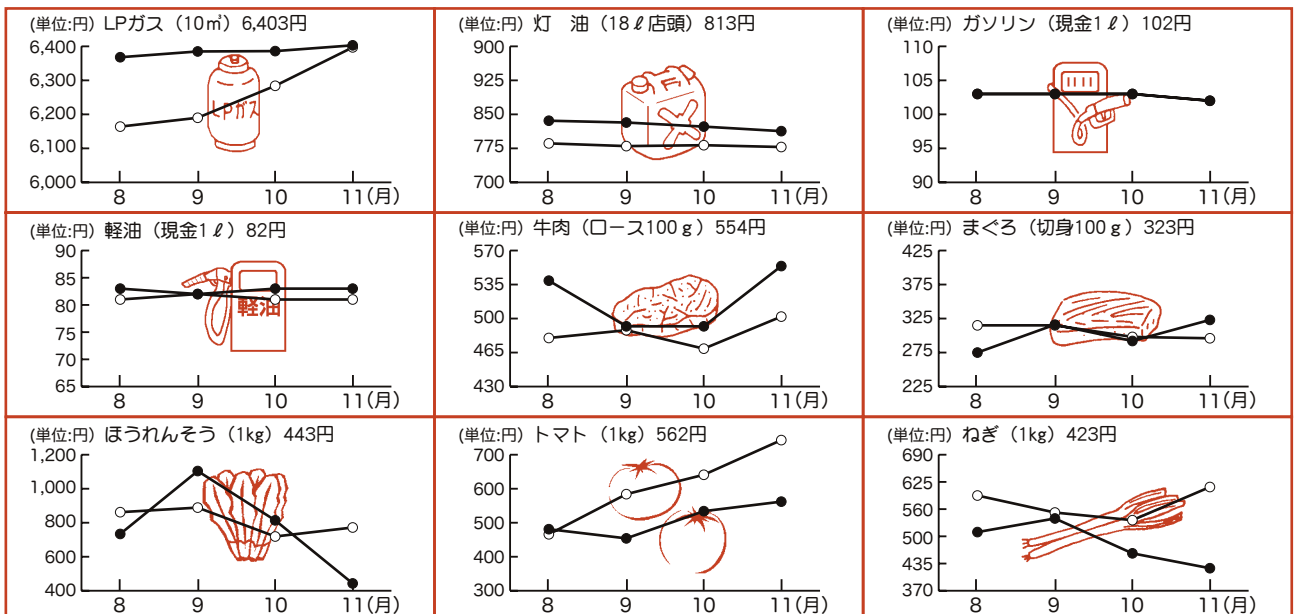 (単位:円) LPガス（10㎥）6,403円
6,400
6,300
6,200
6,100
6,000
LPガス
8 9 10 11(月)
(単位:円) 灯 油（18ℓ店頭）813円
900
925
850
775
700
8 9 10 11(月)
(単位:円) ガソリン（現金1ℓ）102円
110
105
100
95
90
8 9 10 11(月)
(単位:円) 軽油（現金1ℓ）82円
90
85
80
75
70
65
軽油
8 9 10 11(月)
(単位:円) 牛肉（ロース100ｇ）554円
570
535
500
465
430
8 9 10 11(月)
(単位:円) まぐろ（切身100ｇ）323円
425
375
325
275
225
8 9 10 11(月)
(単位:円) ほうれんそう（1kg）443円
1,200
1,000
800
600
400
8 9 10 11(月)
(単位:円) トマト（1kg）562円
700
600
500
400
300
8 9 10 11(月)
(単位:円) ねぎ（1kg）423円
690
625
560
500
435
370
8 9 10 11(月)